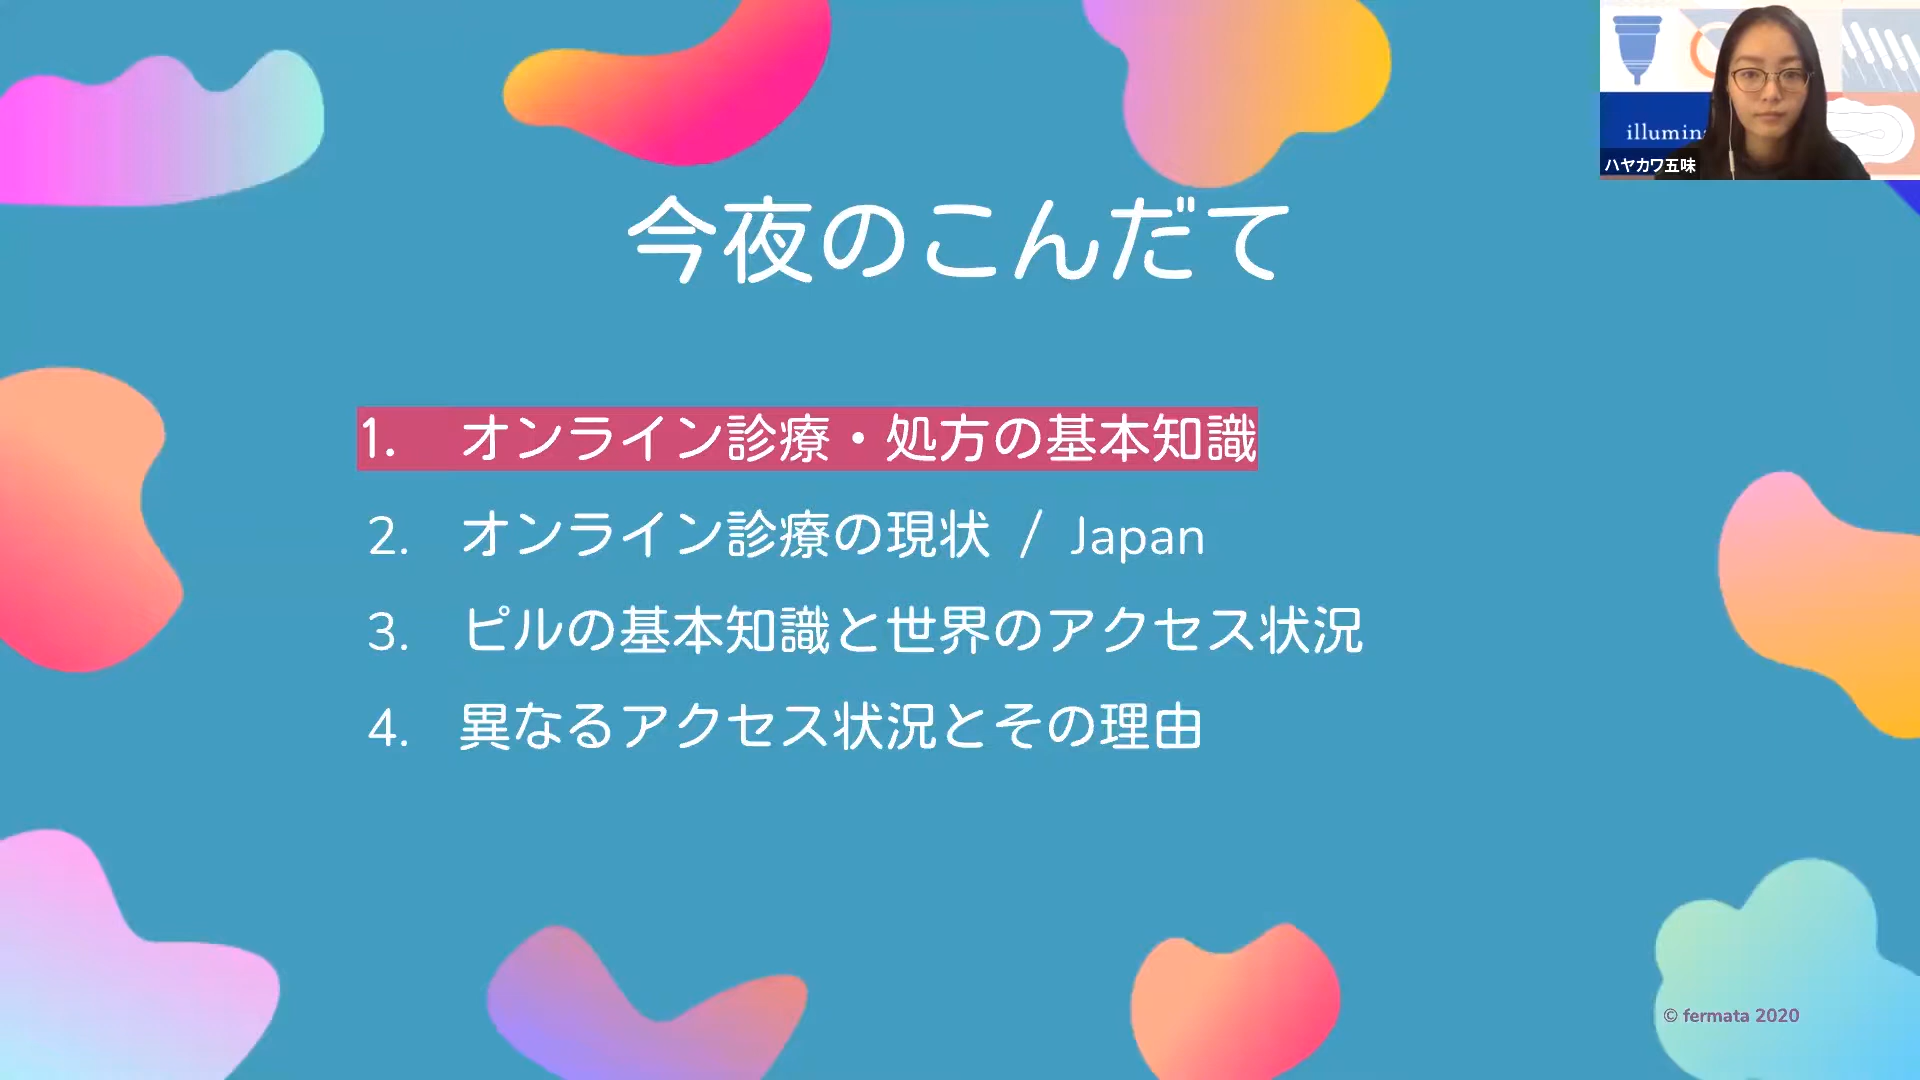 illumin
ハヤカワ五味
今夜のこんだて
1. オンライン診療・処方の基本知識
2. オンライン診療の現状 / Japan
3. ピルの基本知識と世界のアクセス状況
4. 異なるアクセス状況とその理由
© fermata 2020